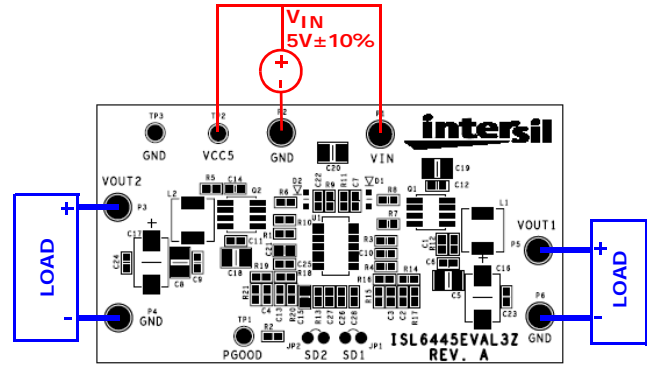 VIN
5V±10%
+
-
TP3
TP2
P2
P1
GND
VCC5
GND
VIN
intersil
C20
C19
C12
VOUT2
P3
L2
R5
C14
Q2
D2
R6
C22
R9
R11
C7
D1
R8
Q1
L1
VOUT1
P5
+
LOAD
-
C17
+
C24
C8
C9
C11
C18
R10
R1
C21
C25
R18
U1
R7
R3
C10
R4
C1
R12
C6
C5
C16
+
C23
+
LOAD
-
P4
GND
R19
R21
C4
C13
R20
C15
R13
C27
C26
C28
R16
R14
R15
C3
C2
R17
P6
GND
TP1
PGOOD
R2
JP2
SD2
SD1
JP1
ISL6445EVAL3Z
REV. A